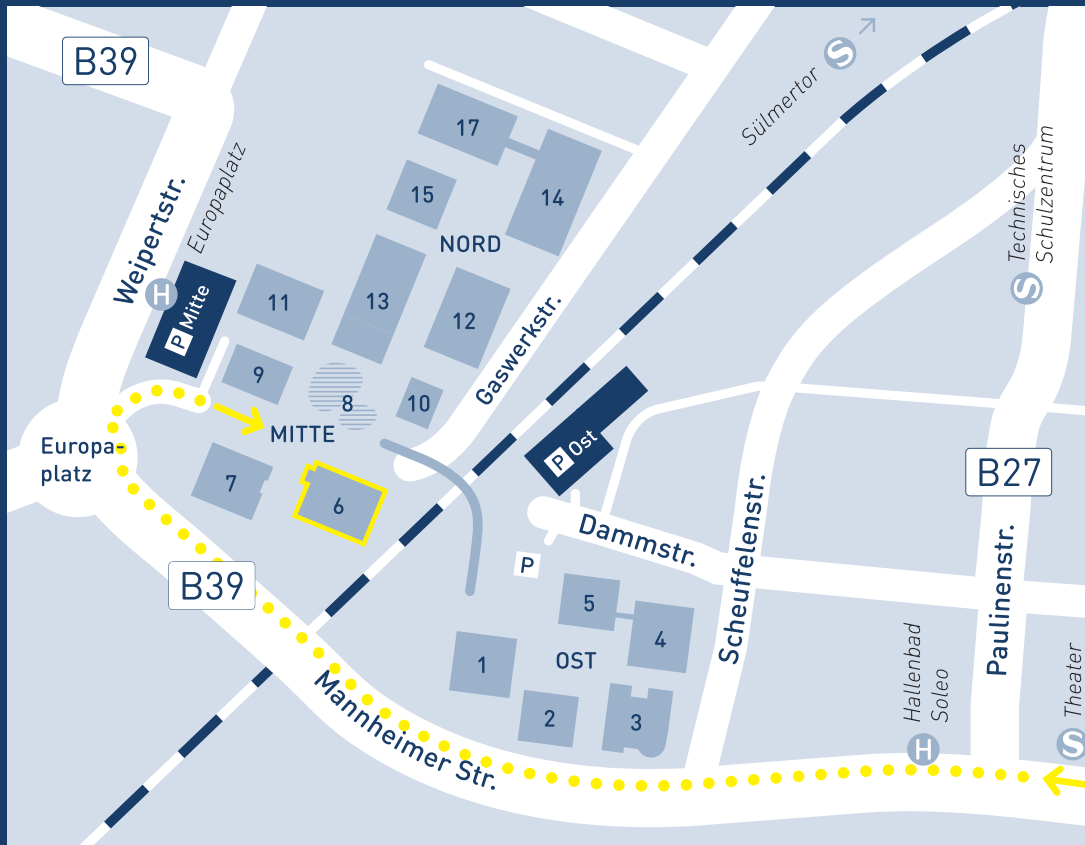 B39
Sülmertor
S
17
Europaplatz
Technisches
Schulzentrum
15
14
Weipertstr.
NORD
S
H
P Mitte
11
13
12
Gaswerkstr.
9
8
10
MITTE
P Ost
Europa-
platz
7
6
B27
Dammstr.
Scheuffelenstr.
P
B39
5
4
Paulinenstr.
1
OST
Hallenbad
Soleo
Theater
Mannheimer Str.
2
3
H
S